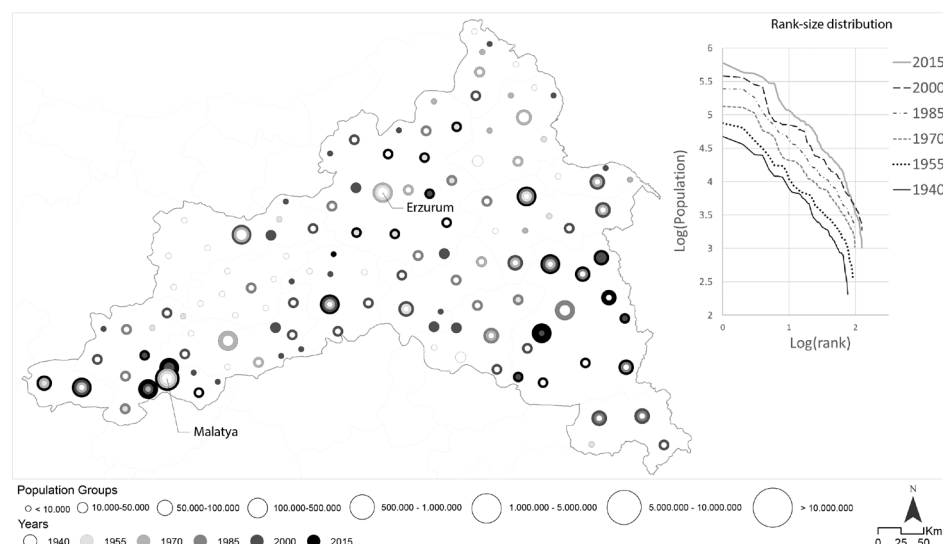 Rank-size distribution
6
5.5
5
4.5
4
3.5
3
2.5
2
0
1
2
Log(Population)
Log(rank)
2015
2000
1985
1970
1955
1940
Erzurum
Malatya
Population Groups
< 10.000
10.000-50.000
50.000-100.000
100.000-500.000
500.000 - 1.000.000
1.000.000 - 5.000.000
5.000.000 - 10.000.000
> 10.000.000
Years
1940
1955
1970
1985
2000
2015
N
Km
0 25 50